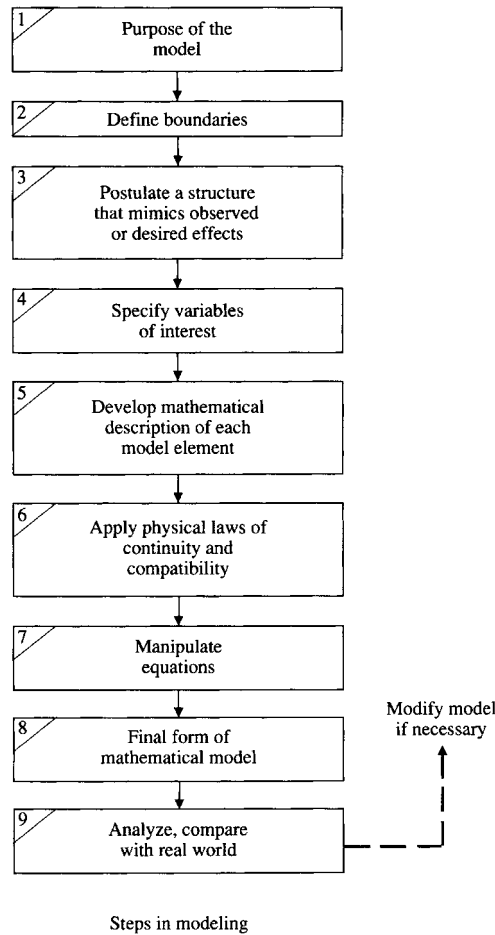 1
Purpose of the
model
2
Define boundaries
3
Postulate a structure
that mimics observed
or desired effects
4
Specify variables
of interest
5
Develop mathematical
description of each
model element
6
Apply physical laws of
continuity and
compatibility
7
Manipulate
equations
8
Final form of
mathematical model
9
Analyze, compare
with real world
Modify model
if necessary
Steps in modeling